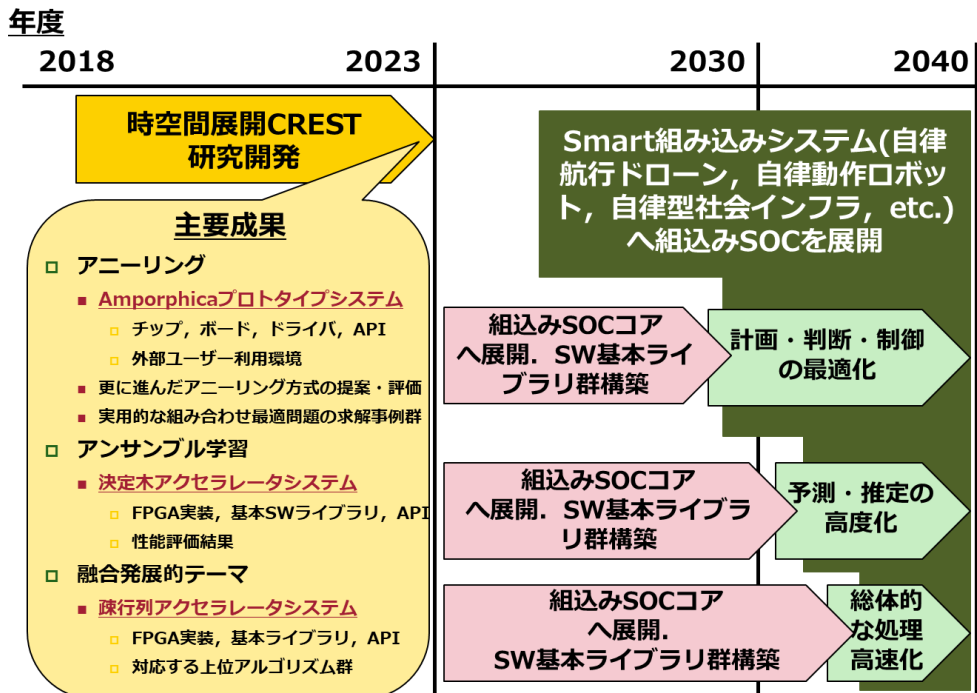 年度
2018 2023 2030 2040
時空間展開CREST
研究開発
Smart組み込みシステム(自律
航行ドローン，自律動作ロボッ
ト，自律型社会インフラ，etc.)
へ組込みSOCを展開
主要成果
アニーリング
Amporphicaプロトタイプシステム
チップ，ボード，ドライバ，API
外部ユーザー利用環境
更に進んだアニーリング方式の提案・評価
実用的な組み合わせ最適問題の求解事例群
組込みSOCコア
へ展開．SW基本ライ
ブラリ群構築
計画・判断・制御
の最適化
アンサンブル学習
決定木アクセラレータシステム
FPGA実装，基本SWライブラリ，API
性能評価結果
組込みSOCコア
へ展開．SW基本ライブラ
リ群構築
予測・推定の
高度化
融合発展的テーマ
疎行列アクセラレータシステム
FPGA実装，基本ライブラリ，API
対応する上位アルゴリズム群
組込みSOCコア
へ展開．
SW基本ライブラリ群構築
総体的
な処理
高速化